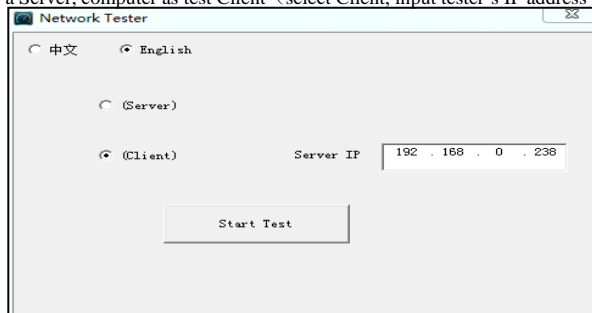 a Server, computer as test Client（select Client, input tester's IP address
Network Tester
中文 English
(Server)
(Client) Server IP 192 . 168 . 0 . 238
Start Test